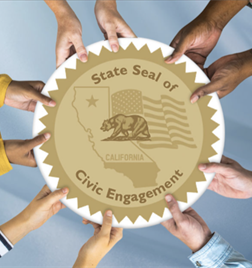 State Seal of
CALIFORNIA
Civic Engagement